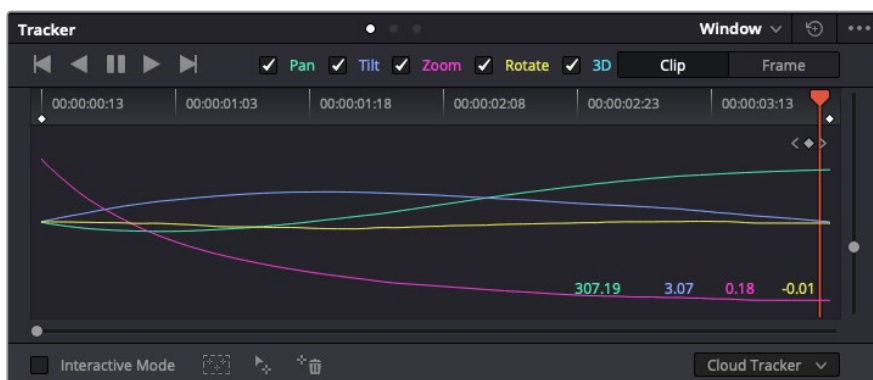 Tracker Window
Pan Tilt Zoom Rotate 3D Clip Frame
00:00:00:13 00:00:01:03 00:00:01:18 00:00:02:08 00:00:02:23 00:00:03:13
307.19 3.07 0.18 -0.01
Interactive Mode Cloud Tracker